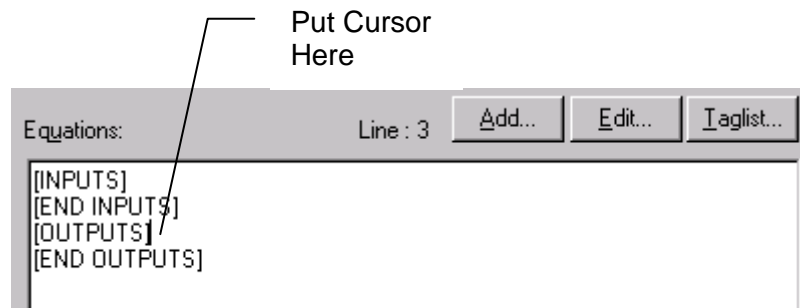 Put Cursor
Here
Equations: Line : 3 Add... Edit... Taglist...
[INPUTS]
[END INPUTS]
[OUTPUTS]
[END OUTPUTS]